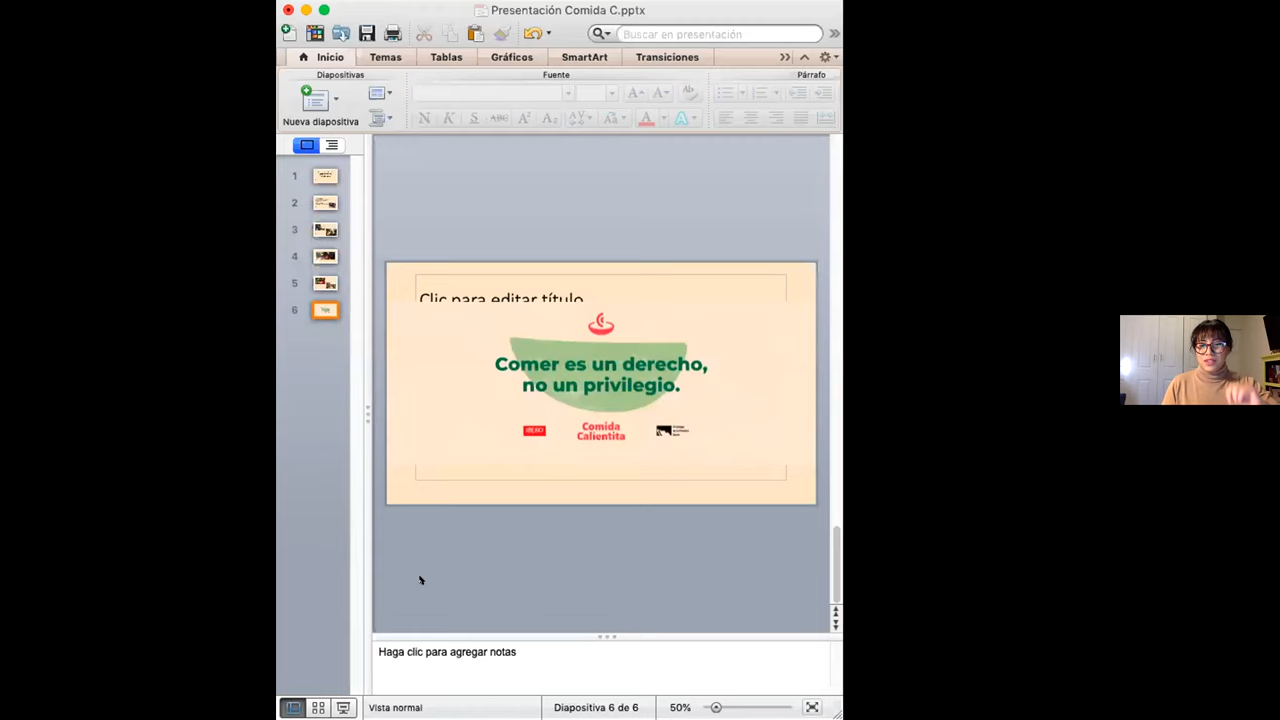 Presentación Comida C.pptx
Buscar en presentación
Inicio
Temas
Tablas
Gráficos
SmartArt
Transiciones
Diapositivas
Fuente
Párrafo
Nueva diapositiva
1
2
3
4
5
6
Clic para editar título
Comer es un derecho,
no un privilegio.
IBERO
Comida
Calientita
Haga clic para agregar notas
Vista normal
Diapositiva 6 de 6
50%